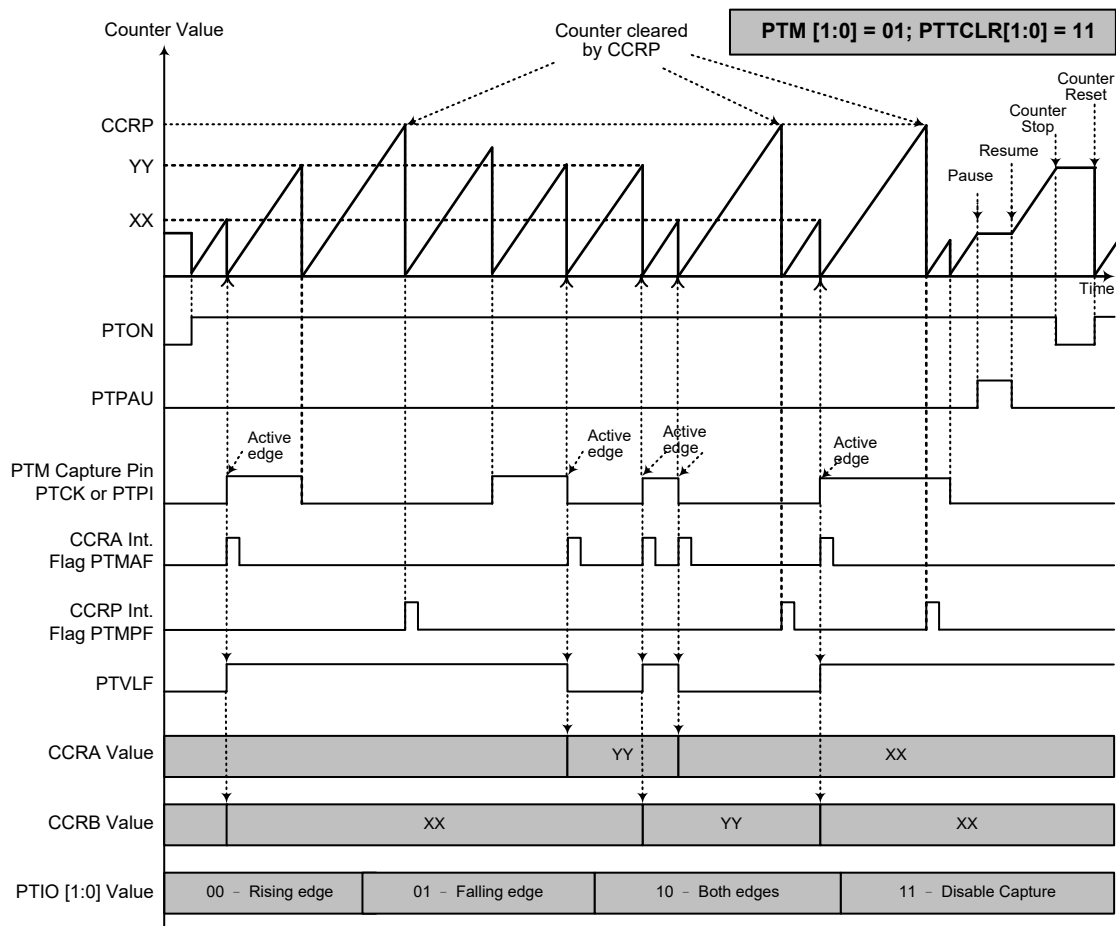 Counter Value
Counter cleared
by CCRP
PTM [1:0] = 01; PTTCLR[1:0] = 11
Counter
Reset
Counter
Stop
CCRP
Resume
YY
Pause
XX
Time
PTON
PTPAU
Active
edge
Active
edge
Active
edge
Active
edge
PTM Capture Pin
PTCK or PTPI
CCRA Int.
Flag PTMAF
CCRP Int.
Flag PTMPF
PTVLF
CCRA Value
YY
XX
CCRB Value
XX
YY
XX
PTIO [1:0] Value
00 – Rising edge
01 – Falling edge
10 – Both edges
11 – Disable Capture